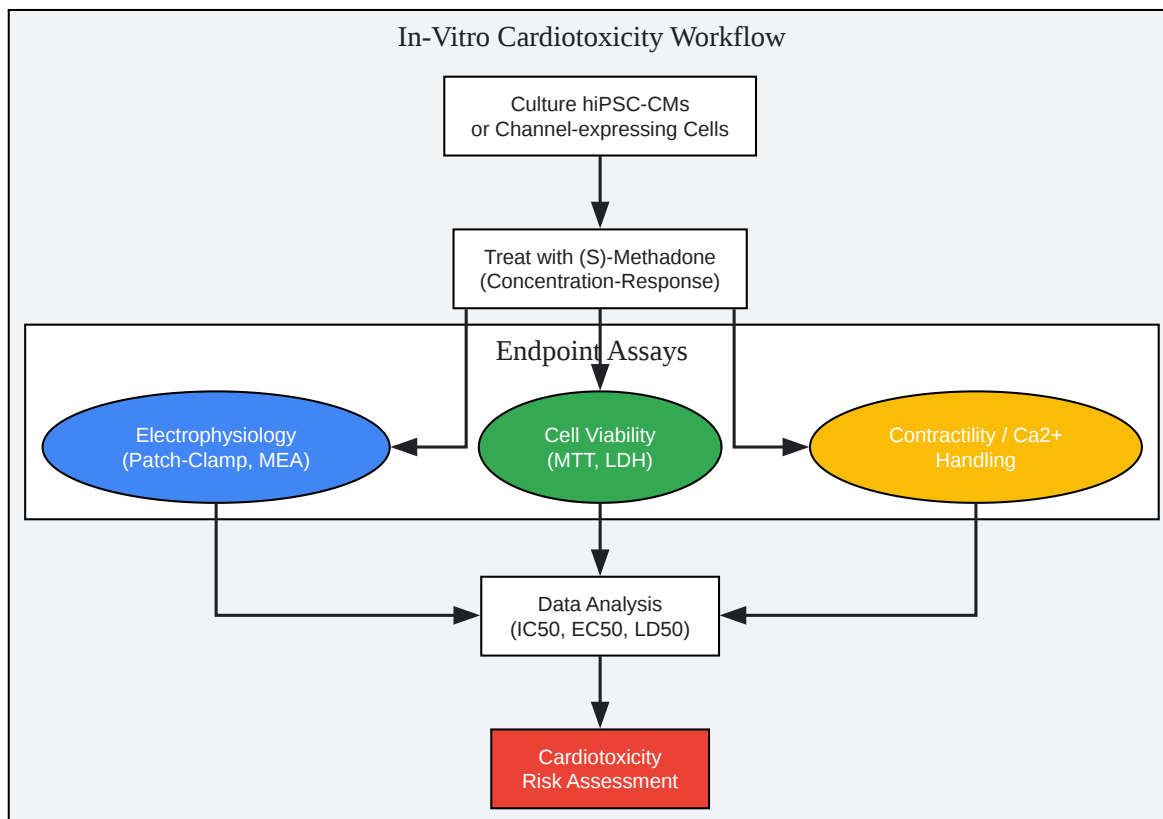 In-Vitro Cardiotoxicity Workflow
Culture hiPSC-CMs
or Channel-expressing Cells
Treat with (S)-Methadone
(Concentration-Response)
Endpoint Assays
Electrophysiology
(Patch-Clamp, MEA)
Cell Viability
(MTT, LDH)
Contractility / Ca2+
Handling
Data Analysis
(IC50, EC50, LD50)
Cardiotoxicity
Risk Assessment